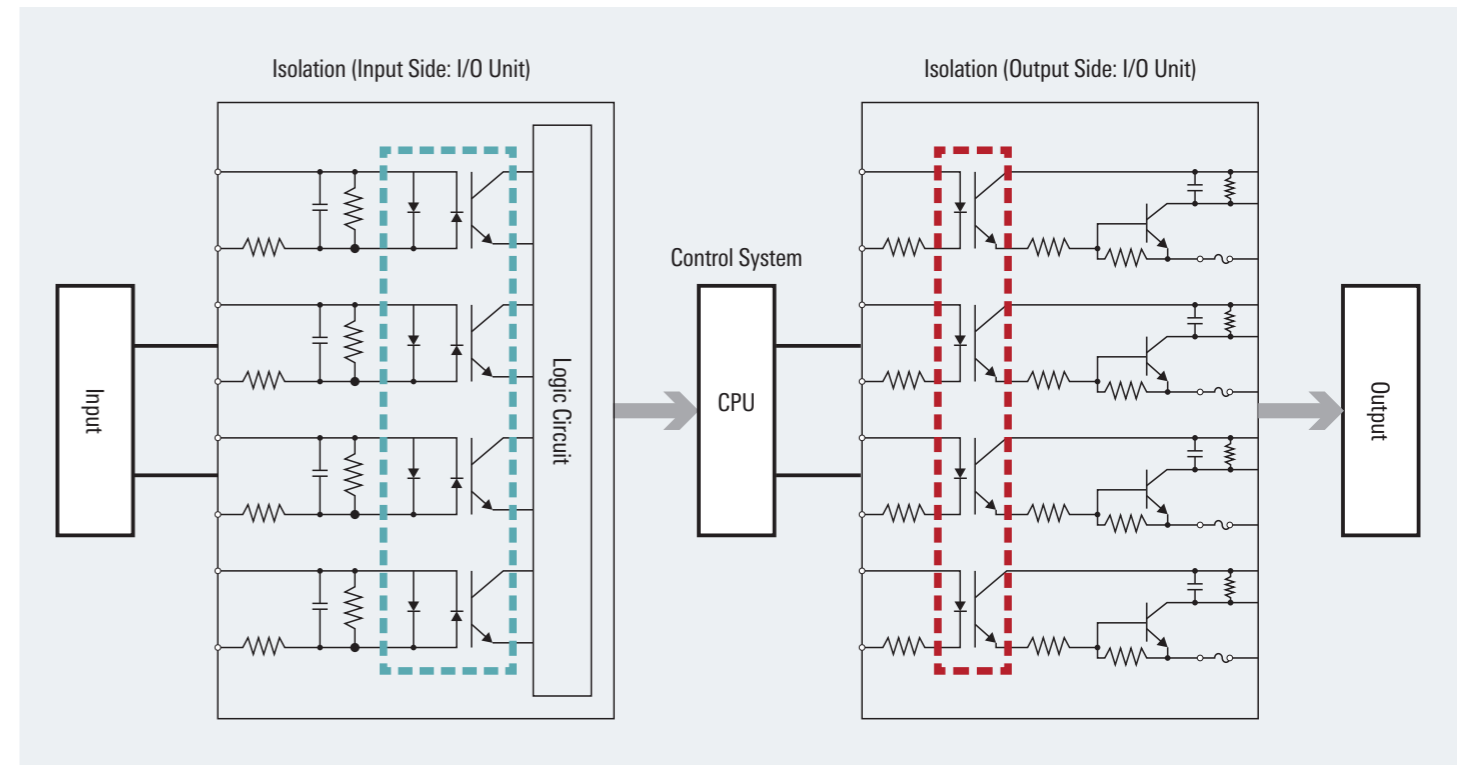 Isolation (Input Side: I/O Unit)
Isolation (Output Side: I/O Unit)
Input
Logic Circuit
Control System
CPU
Output